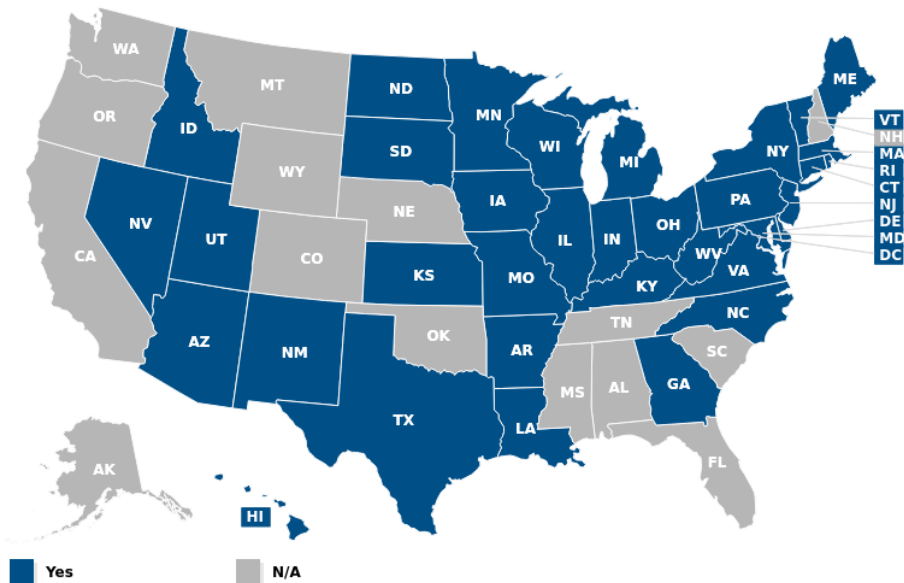 WA
MT
ND
MN
ME
OR
ID
SD
WI
MI
NY
VT
NH
MA
RI
CT
NJ
DE
MD
DC
WY
IA
PA
NV
UT
NE
IL
IN
OH
CA
CO
KS
MO
WV
VA
KY
AZ
NM
OK
AR
TN
NC
SC
MS
AL
GA
TX
LA
FL
AK
HI
Yes
N/A